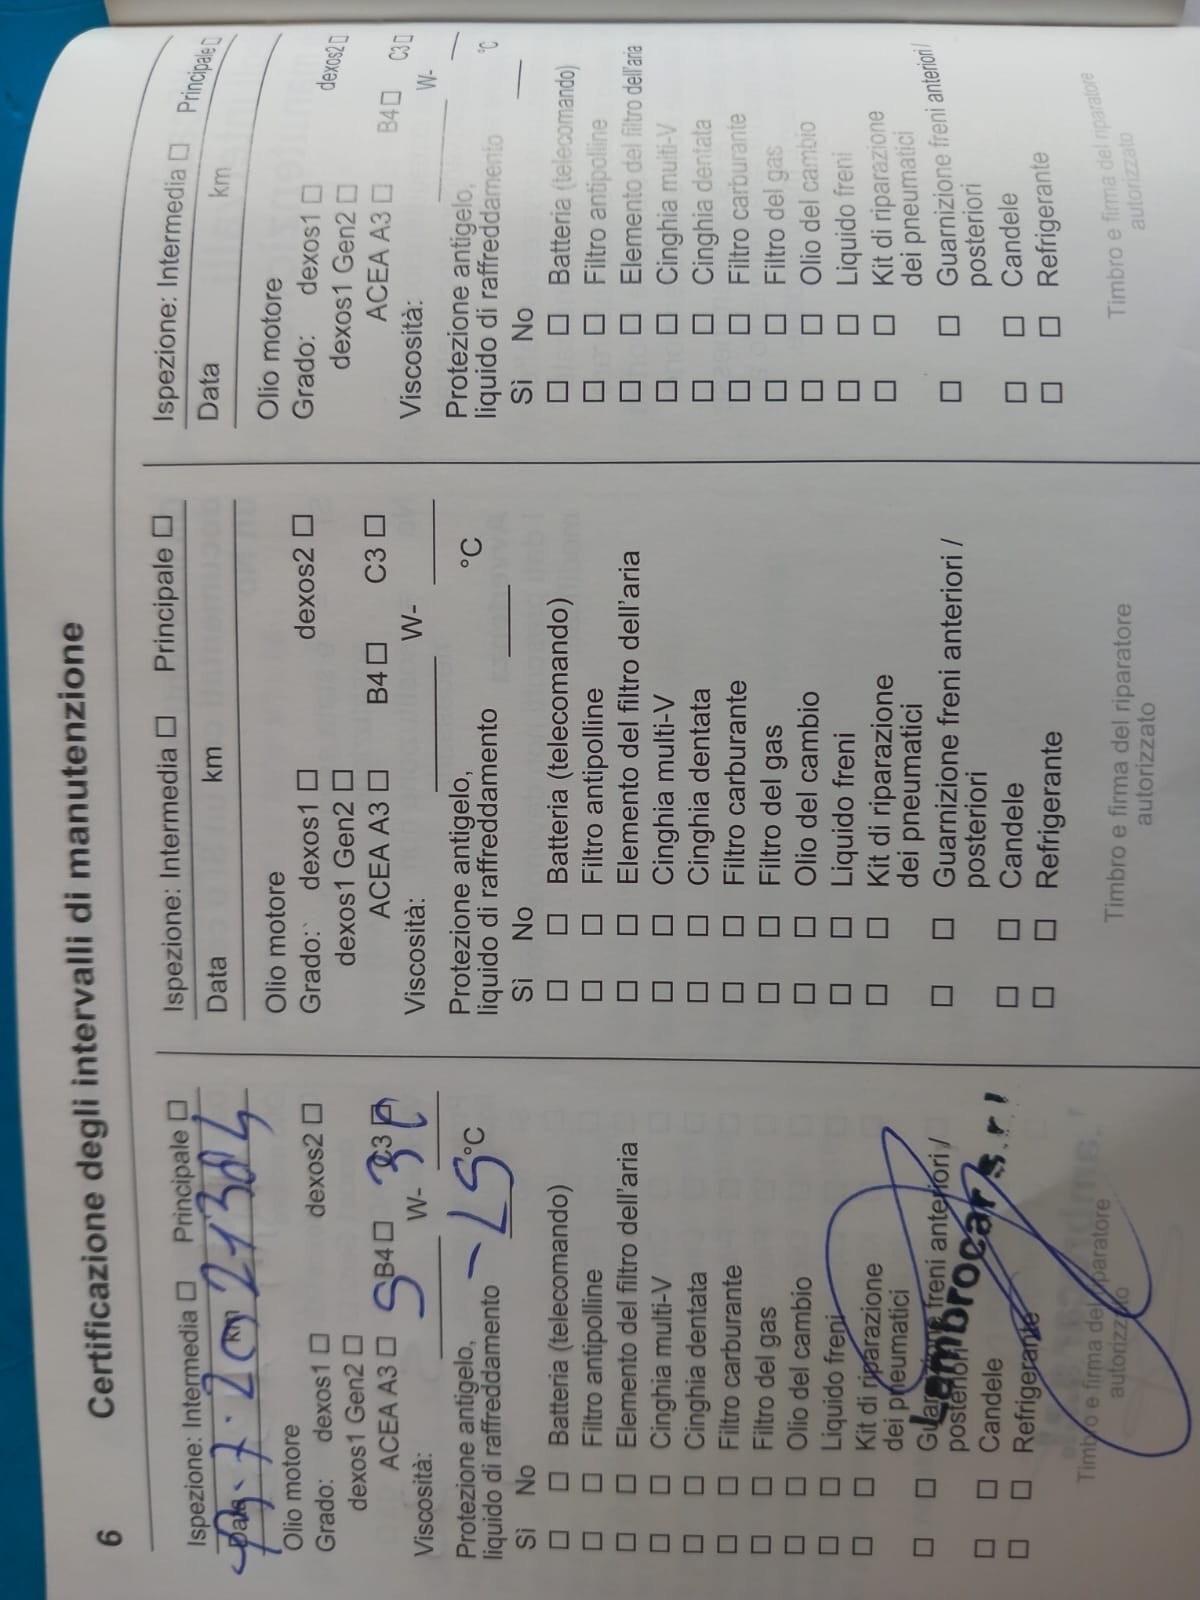 6 Certificazione degli intervalli di manutenzione
Ispezione: Intermedia ☐ Principale ☐
Data km
21304
Olio motore
Grado: dexos1 ☐ dexos2 ☐
dexos1 Gen2 ☐
ACEA A3 ☐ B4 ☐ C3 ☐
Viscosità: 5 W- 30
Protezione antigelo,
liquido di raffreddamento °C
Sì No
☐ ☐ Batteria (telecomando)
☐ ☐ Filtro antipolline
☐ ☐ Elemento del filtro dell'aria
☐ ☐ Cinghia multi-V
☐ ☐ Cinghia dentata
☐ ☐ Filtro carburante
☐ ☐ Filtro del gas
☐ ☐ Olio del cambio
☐ ☐ Liquido freni
☐ ☐ Kit di riparazione
dei pneumatici
☐ ☐ Guarnizione freni anteriori /
posteriori
☐ ☐ Candele
☐ ☐ Refrigerante
Lambrocar s.r.l
Timbro e firma del riparatore
autorizzato
Ispezione: Intermedia ☐ Principale ☐
Data km
Olio motore
Grado: dexos1 ☐ dexos2 ☐
dexos1 Gen2 ☐
ACEA A3 ☐ B4 ☐ C3 ☐
Viscosità: W-
Protezione antigelo,
liquido di raffreddamento °C
Sì No
☐ ☐ Batteria (telecomando)
☐ ☐ Filtro antipolline
☐ ☐ Elemento del filtro dell'aria
☐ ☐ Cinghia multi-V
☐ ☐ Cinghia dentata
☐ ☐ Filtro carburante
☐ ☐ Filtro del gas
☐ ☐ Olio del cambio
☐ ☐ Liquido freni
☐ ☐ Kit di riparazione
dei pneumatici
☐ ☐ Guarnizione freni anteriori /
posteriori
☐ ☐ Candele
☐ ☐ Refrigerante
Timbro e firma del riparatore
autorizzato
Ispezione: Intermedia ☐ Principale ☐
Data km
Olio motore
Grado: dexos1 ☐ dexos2 ☐
dexos1 Gen2 ☐
ACEA A3 ☐ B4 ☐ C3 ☐
Viscosità: W-
Protezione antigelo,
liquido di raffreddamento °C
Sì No
☐ ☐ Batteria (telecomando)
☐ ☐ Filtro antipolline
☐ ☐ Elemento del filtro dell'aria
☐ ☐ Cinghia multi-V
☐ ☐ Cinghia dentata
☐ ☐ Filtro carburante
☐ ☐ Filtro del gas
☐ ☐ Olio del cambio
☐ ☐ Liquido freni
☐ ☐ Kit di riparazione
dei pneumatici
☐ ☐ Guarnizione freni anteriori /
posteriori
☐ ☐ Candele
☐ ☐ Refrigerante
Timbro e firma del riparatore
autorizzato